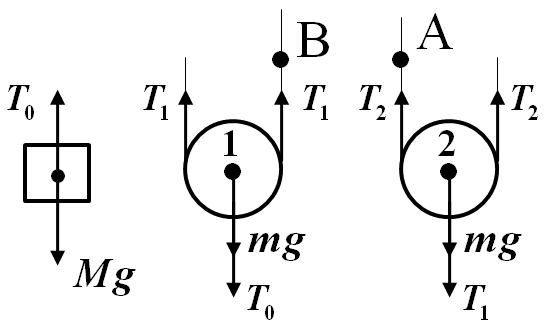 B A
T₀ T₁ T₁ T₂ T₂
1 2
Mg mg mg
T₀ T₁